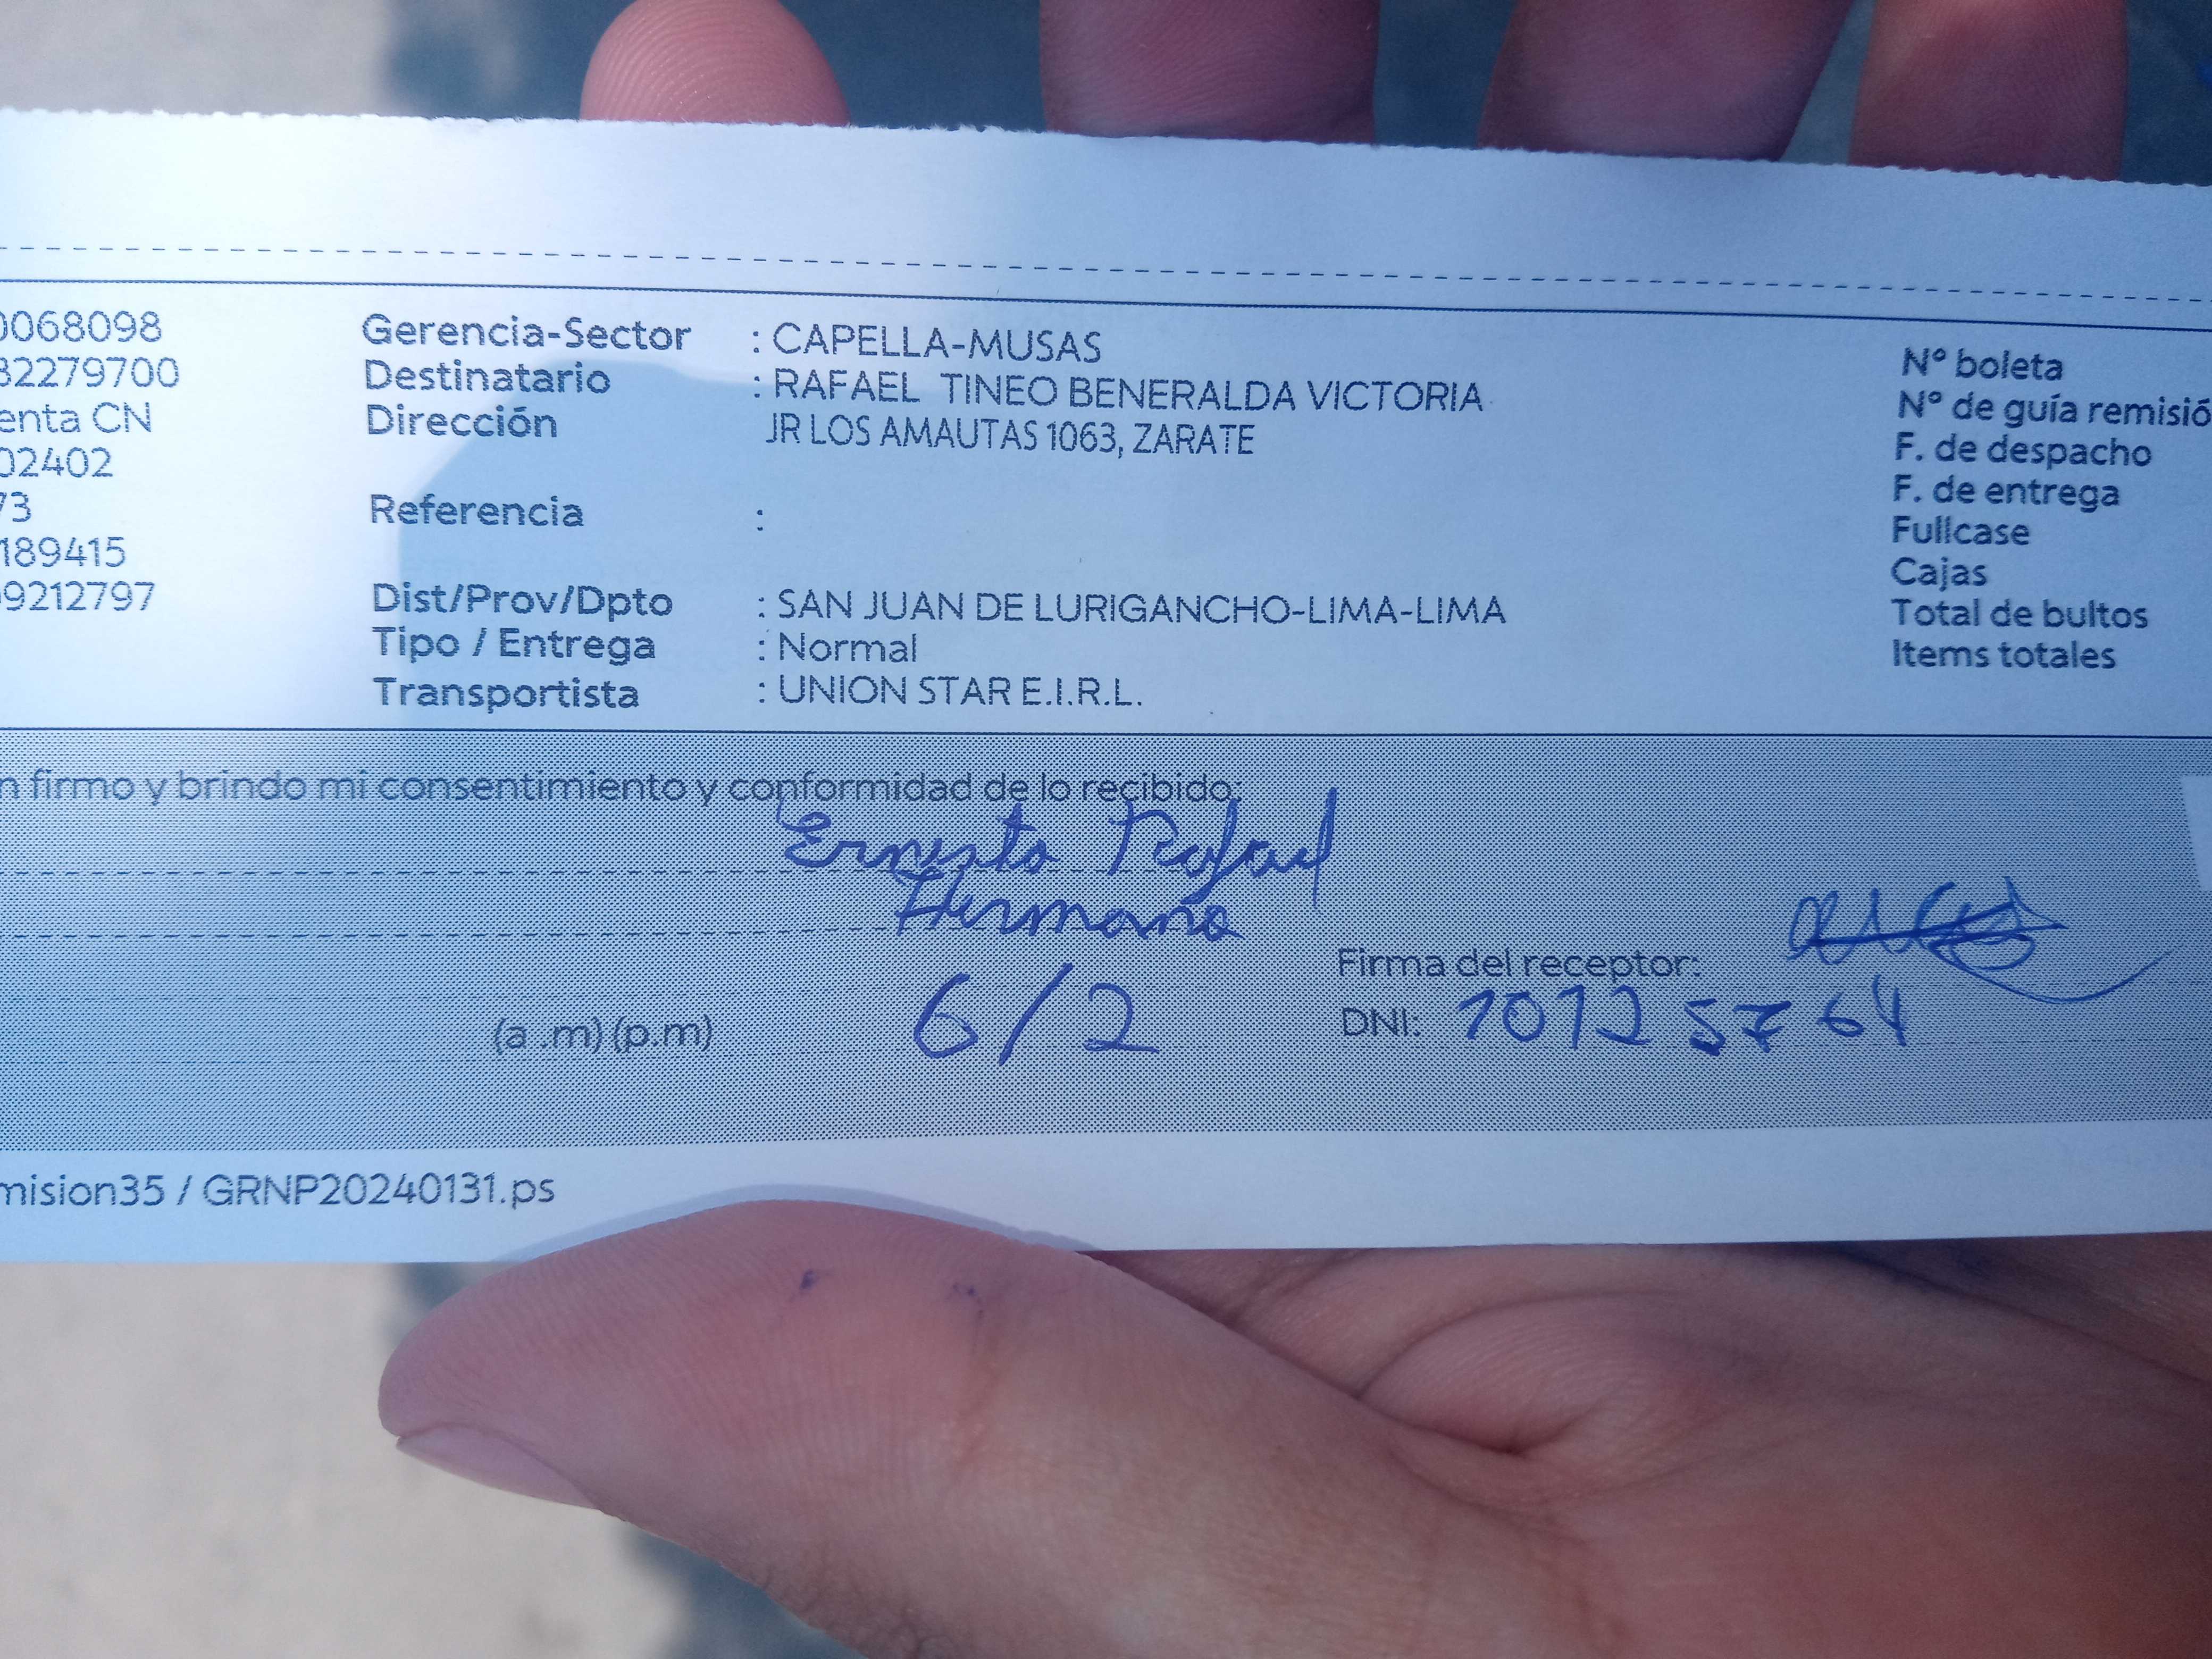 0068098
32279700
enta CN
02402
73
189415
9212797
Gerencia-Sector : CAPELLA-MUSAS
Destinatario : RAFAEL TINEO BENERALDA VICTORIA
Dirección JR LOS AMAUTAS 1063, ZARATE
Referencia :
Dist/Prov/Dpto : SAN JUAN DE LURIGANCHO-LIMA-LIMA
Tipo / Entrega : Normal
Transportista : UNION STAR E.I.R.L.
Nº boleta
Nº de guía remisió
F. de despacho
F. de entrega
Fullcase
Cajas
Total de bultos
Items totales
n firmo y brindo mi consentimiento y conformidad de lo recibido:
Ernesto Rafael
Hermano
Firma del receptor:
(a .m) (p.m) 6/2 DNI: 10125764
mision35 / GRNP20240131.ps